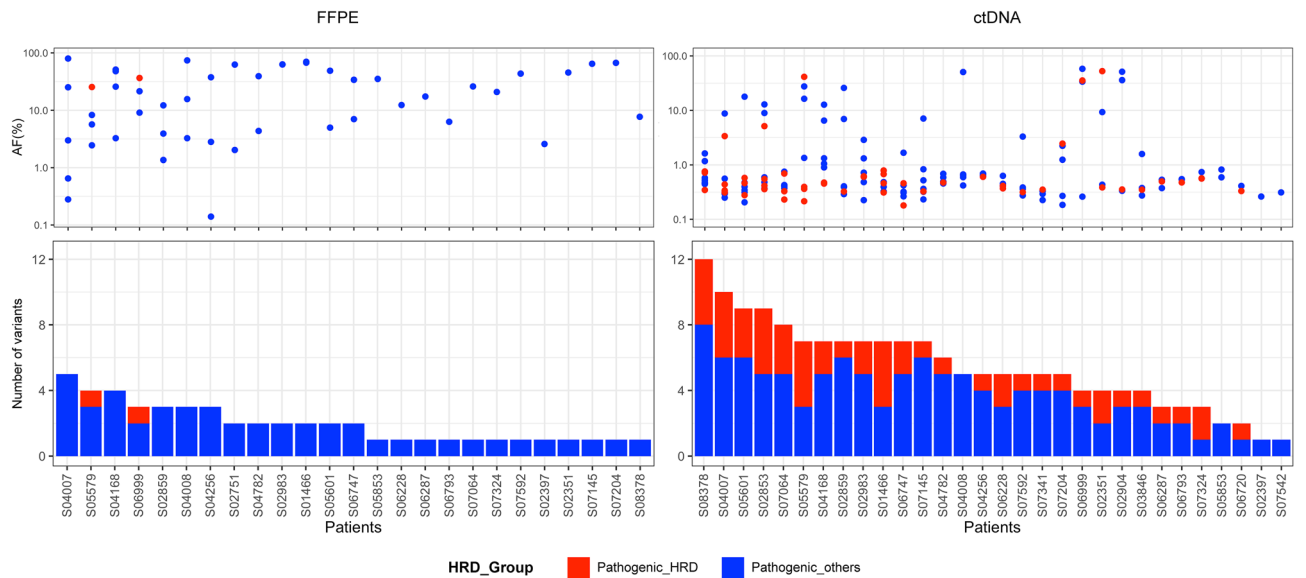 FFPE
ctDNA
AF(%)
100.0
10.0
1.0
0.1
100.0
10.0
1.0
0.1
Number of variants
12
8
4
0
12
8
4
0
S04007 S05579 S04168 S06999 S02859 S04008 S04256 S02751 S04782 S02983 S01466 S05601 S06747 S05853 S06228 S06287 S06793 S07064 S07324 S07592 S02397 S02351 S07145 S07204 S08378
S08378 S04007 S05601 S02853 S07064 S05579 S04168 S02859 S02983 S01466 S06747 S07145 S04782 S04008 S04256 S06228 S07592 S07341 S07204 S06999 S02351 S02904 S03846 S06287 S06793 S07324 S05853 S06720 S02397 S07542
Patients
Patients
HRD_Group Pathogenic_HRD Pathogenic_others